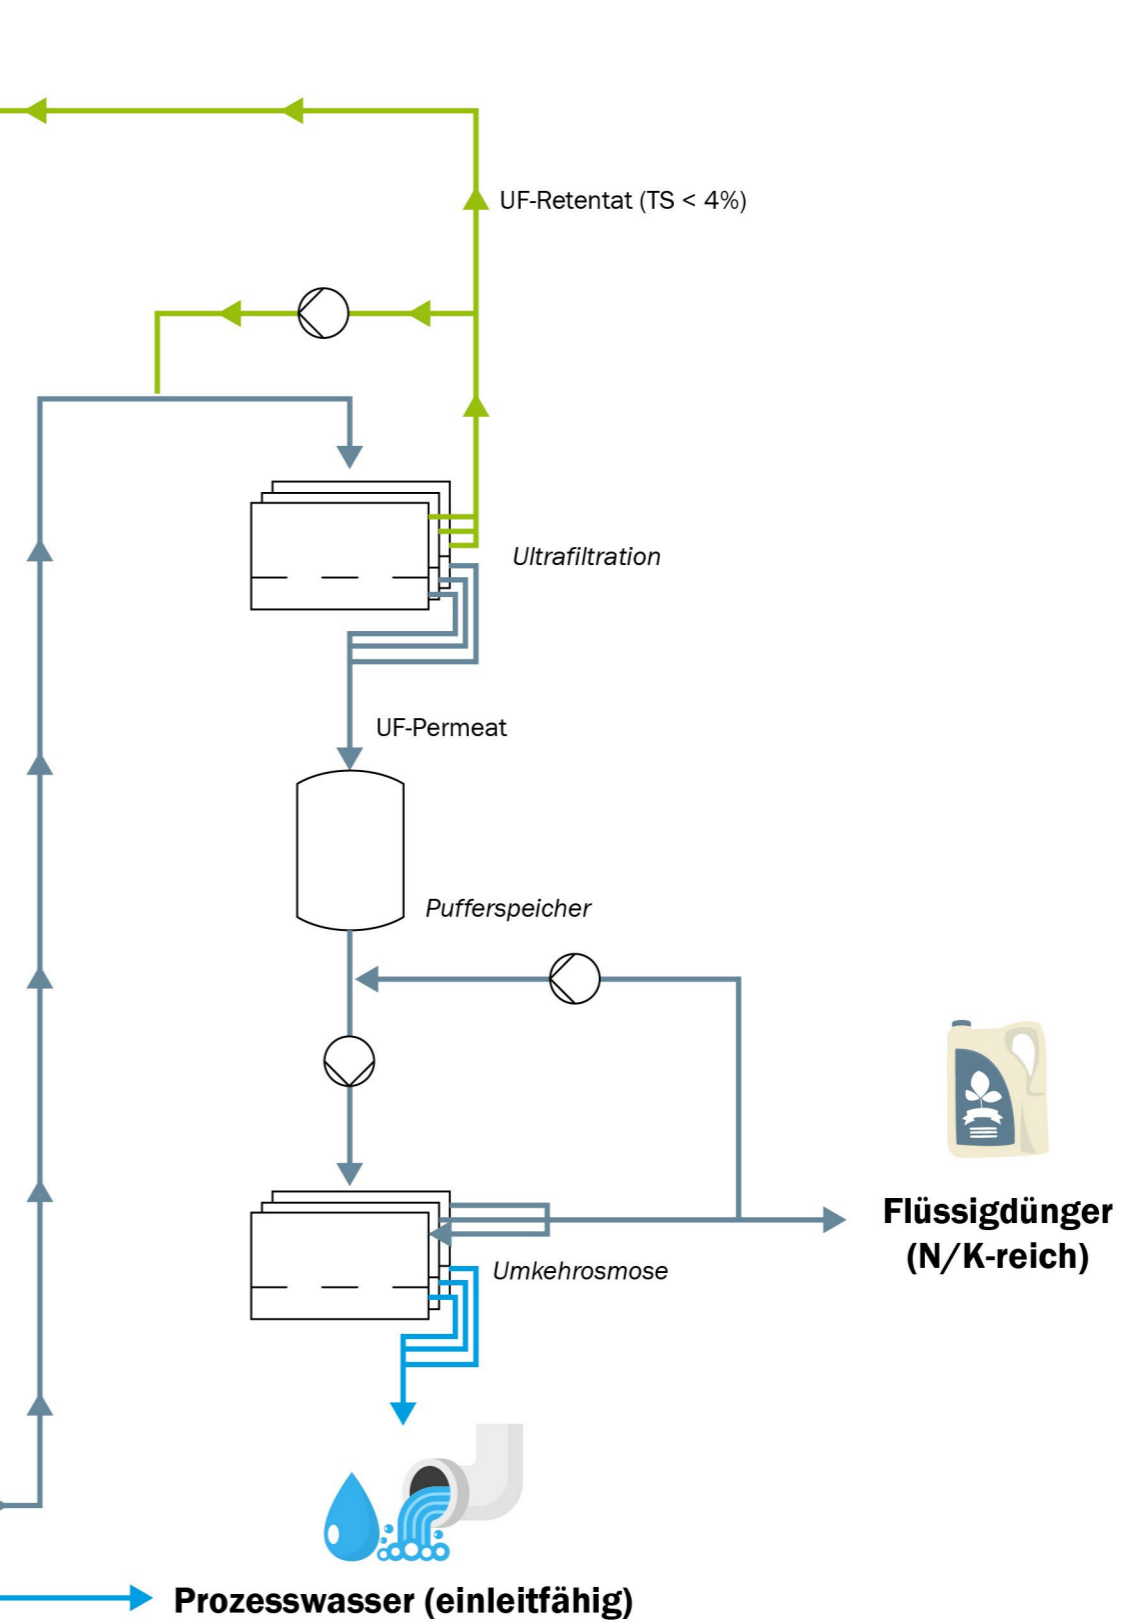 UF-Retentat (TS < 4%)
Ultrafiltration
UF-Permeat
Pufferspeicher
Flüssigdünger
(N/K-reich)
Umkehrosmose
Prozesswasser (einleitfähig)